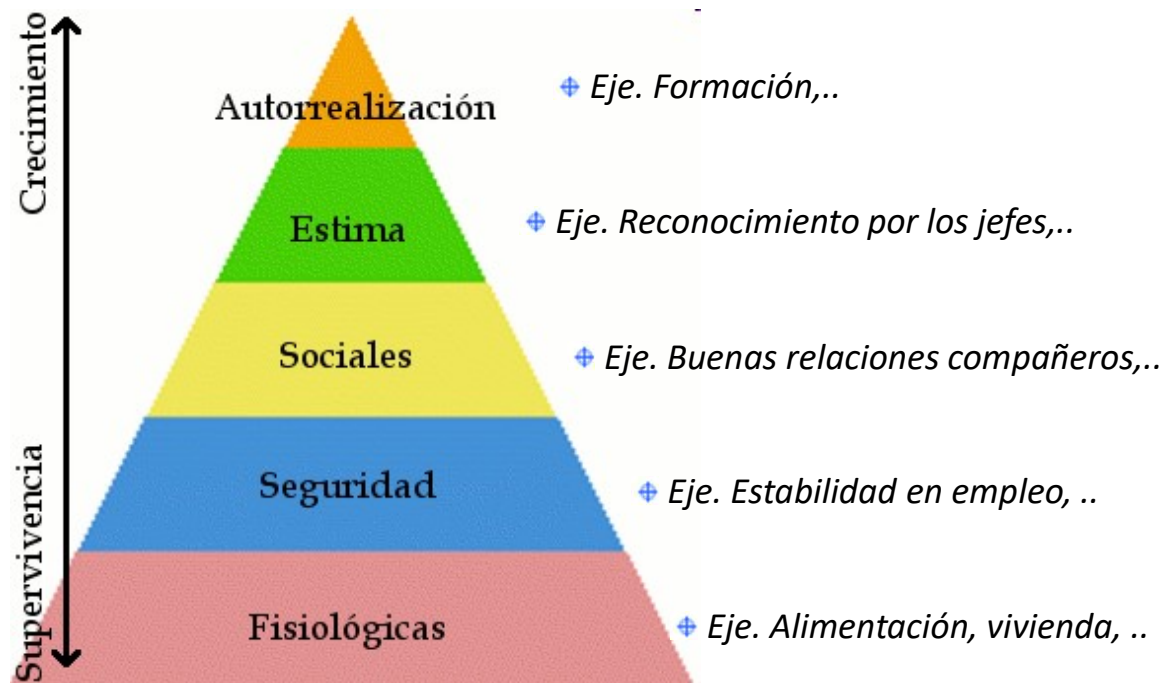 Crecimiento
Autorrealización
Eje. Formación,..
Estima
Eje. Reconocimiento por los jefes,..
Sociales
Eje. Buenas relaciones compañeros,..
Seguridad
Eje. Estabilidad en empleo, ..
Supervivencia
Fisiológicas
Eje. Alimentación, vivienda, ..